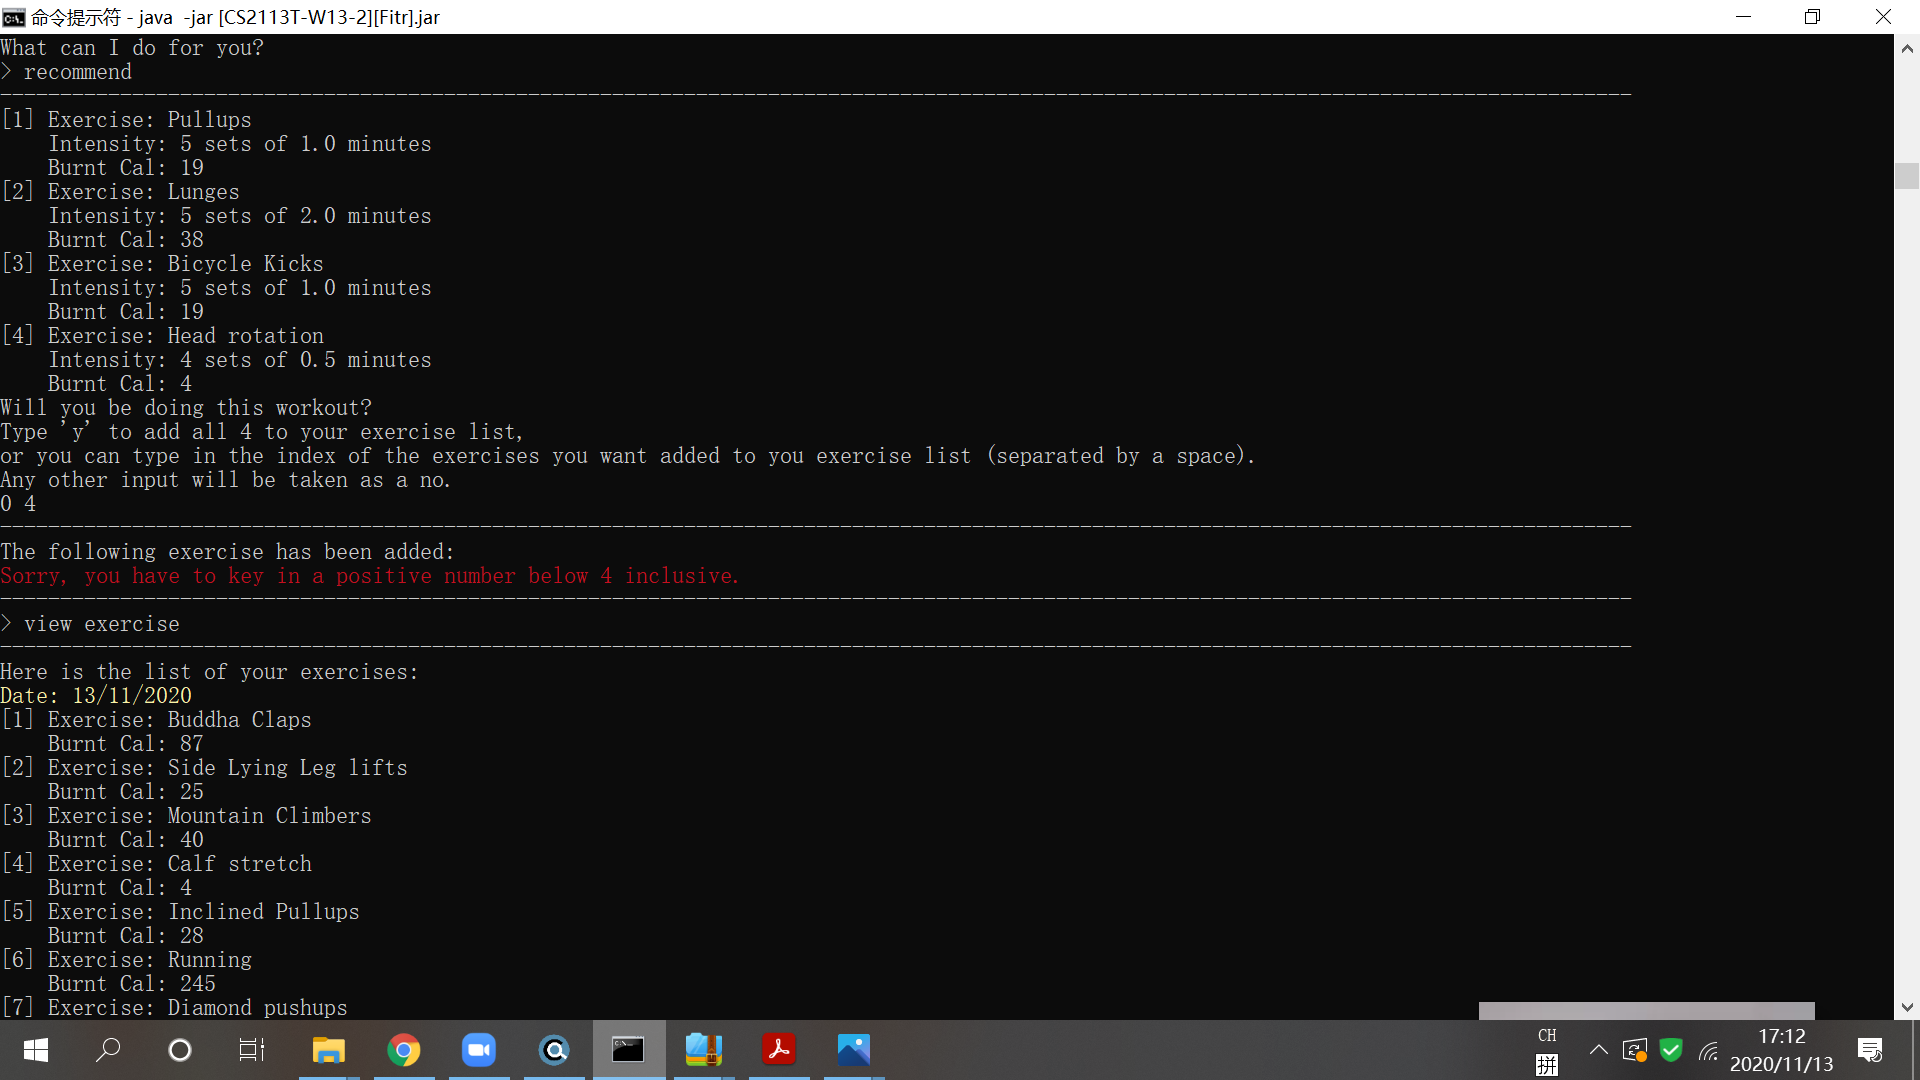 命令提示符 - java  -jar [CS2113T-W13-2][Fitr].jar
What can I do for you?
> recommend
[1] Exercise: Pullups
Intensity: 5 sets of 1.0 minutes
Burnt Cal: 19
[2] Exercise: Lunges
Intensity: 5 sets of 2.0 minutes
Burnt Cal: 38
[3] Exercise: Bicycle Kicks
Intensity: 5 sets of 1.0 minutes
Burnt Cal: 19
[4] Exercise: Head rotation
Intensity: 4 sets of 0.5 minutes
Burnt Cal: 4
Will you be doing this workout?
Type 'y' to add all 4 to your exercise list,
or you can type in the index of the exercises you want added to you exercise list (separated by a space).
Any other input will be taken as a no.
0 4
The following exercise has been added:
Sorry, you have to key in a positive number below 4 inclusive.
> view exercise
Here is the list of your exercises:
Date: 13/11/2020
[1] Exercise: Buddha Claps
Burnt Cal: 87
[2] Exercise: Side Lying Leg lifts
Burnt Cal: 25
[3] Exercise: Mountain Climbers
Burnt Cal: 40
[4] Exercise: Calf stretch
Burnt Cal: 4
[5] Exercise: Inclined Pullups
Burnt Cal: 28
[6] Exercise: Running
Burnt Cal: 245
[7] Exercise: Diamond pushups
CH
拼
17:12
2020/11/13